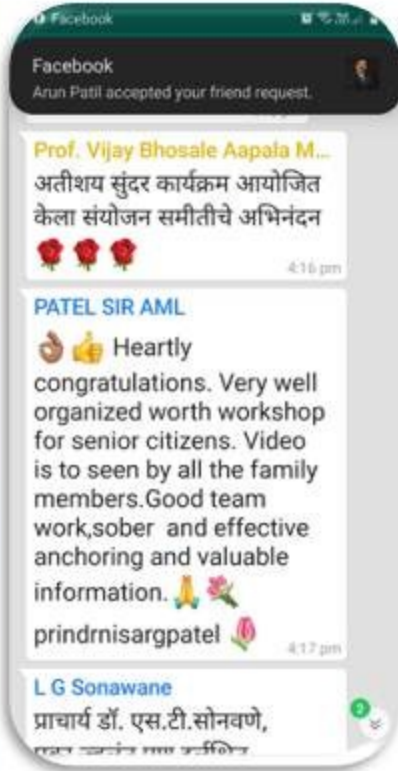 Facebook
Facebook
Arun Patil accepted your friend request.
Prof. Vijay Bhosale Aapala M...
अतीशय सुंदर कार्यक्रम आयोजित
केला संयोजन समीतीचे अभिनंदन
🌹🌹🌹
4:16 pm
PATEL SIR AML
👌👍 Heartly
congratulations. Very well
organized worth workshop
for senior citizens. Video
is to seen by all the family
members.Good team
work,sober and effective
anchoring and valuable
information.🙏💐
prindrnisargpatel 🌷
4:17 pm
L G Sonawane
प्राचार्य डॉ. एस.टी.सोनवणे,
2